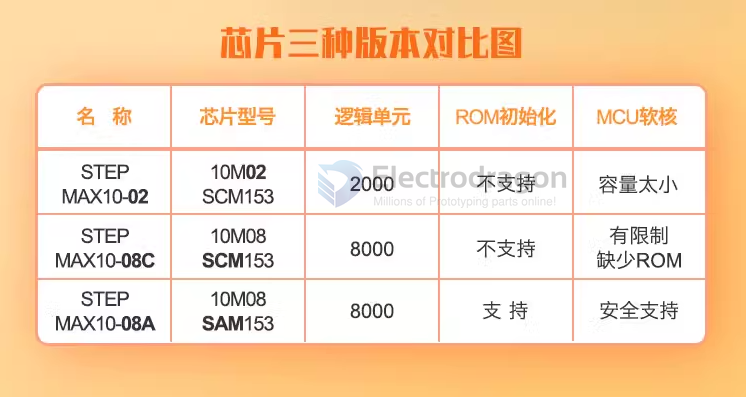 芯片三种版本对比图
名 称 芯片型号 逻辑单元 ROM初始化 MCU软核
STEP
MAX10-02
10M02
SCM153
2000
不支持
容量太小
Electrodragon
Millions of Prototyping parts online!
STEP
MAX10-08C
10M08
SCM153
8000
不支持
有限制
缺少ROM
STEP
MAX10-08A
10M08
SAM153
8000
支 持
安全支持